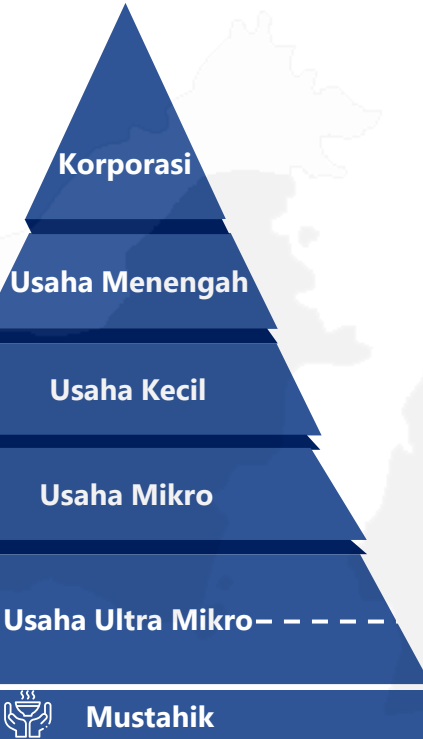 Korporasi
Usaha Menengah
Usaha Kecil
Usaha Mikro
Usaha Ultra Mikro
Mustahik